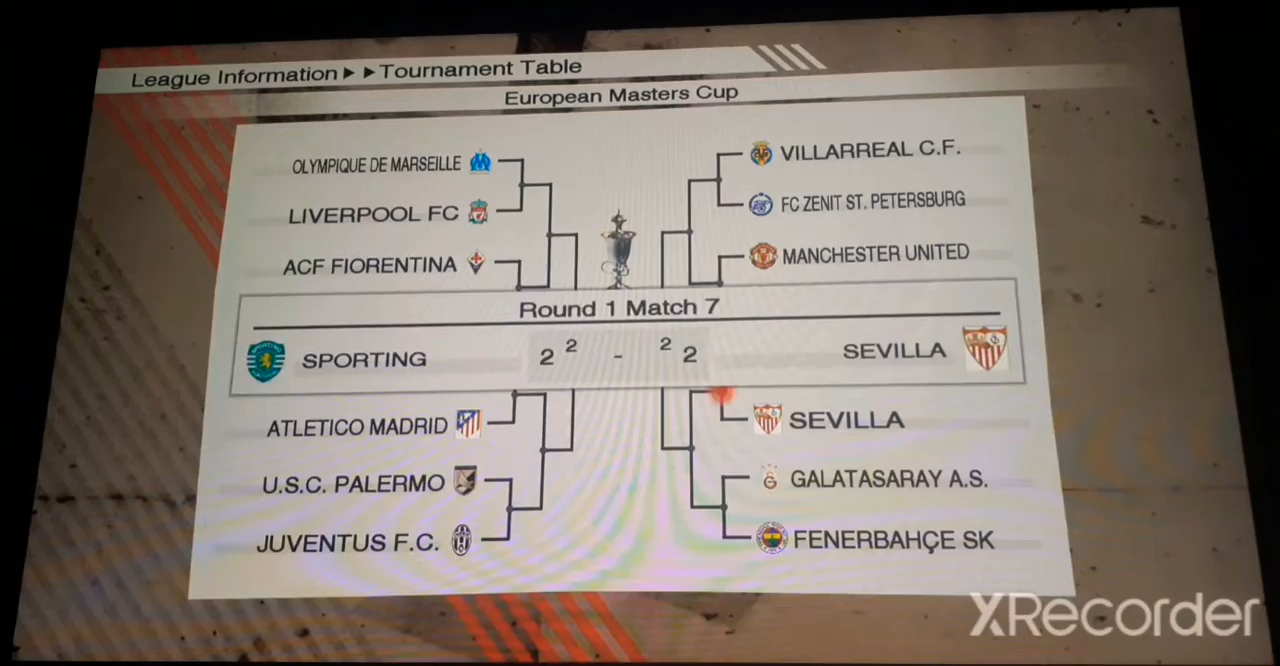 League Information ▸ ▸ Tournament Table
European Masters Cup
OLYMPIQUE DE MARSEILLE
LIVERPOOL FC
ACF FIORENTINA
VILLARREAL C.F.
FC ZENIT ST. PETERSBURG
MANCHESTER UNITED
Round 1 Match 7
SPORTING 2 2 - 2 2 SEVILLA
ATLETICO MADRID
U.S.C. PALERMO
JUVENTUS F.C.
SEVILLA
GALATASARAY A.S.
FENERBAHÇE SK
XRecorder